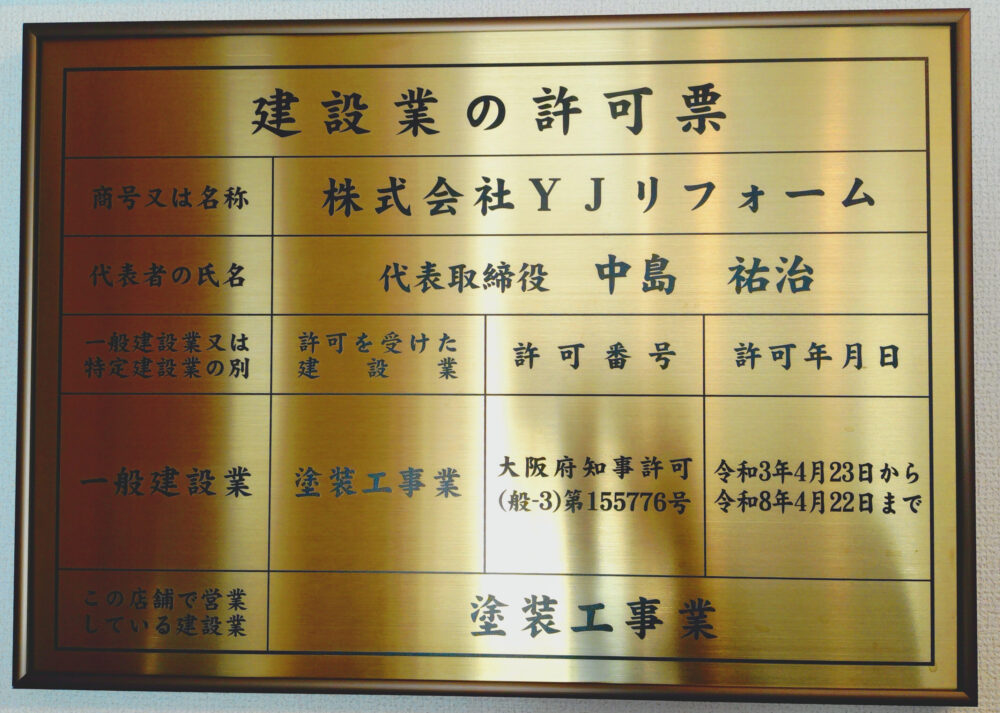 建設業の許可票
商号又は名称
株式会社YJリフォーム
代表者の氏名
代表取締役 中島 祐治
一般建設業又は
特定建設業の別
許可を受けた
建設業
許可番号
許可年月日
一般建設業
塗装工事業
大阪府知事許可
(般-3)第155776号
令和3年4月23日から
令和8年4月22日まで
この店舗で営業
している建設業
塗装工事業